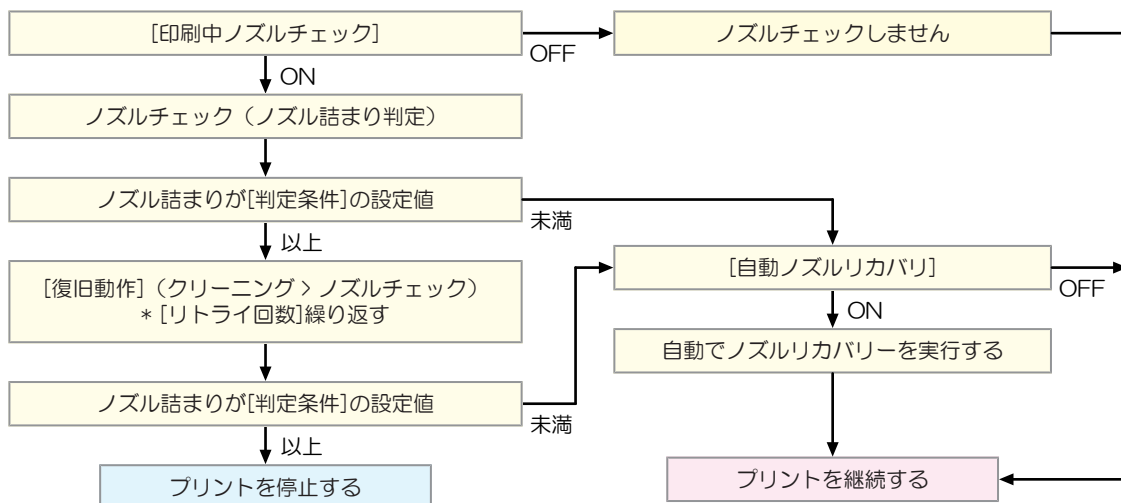 [印刷中ノズルチェック]
OFF
ノズルチェックしません
ON
ノズルチェック（ノズル詰まり判定）
ノズル詰まりが[判定条件]の設定値
未満
以上
[自動ノズルリカバリ]
OFF
[復旧動作]（クリーニング > ノズルチェック）
* [リトライ回数]繰り返す
ON
自動でノズルリカバリーを実行する
ノズル詰まりが[判定条件]の設定値
未満
以上
プリントを停止する
プリントを継続する